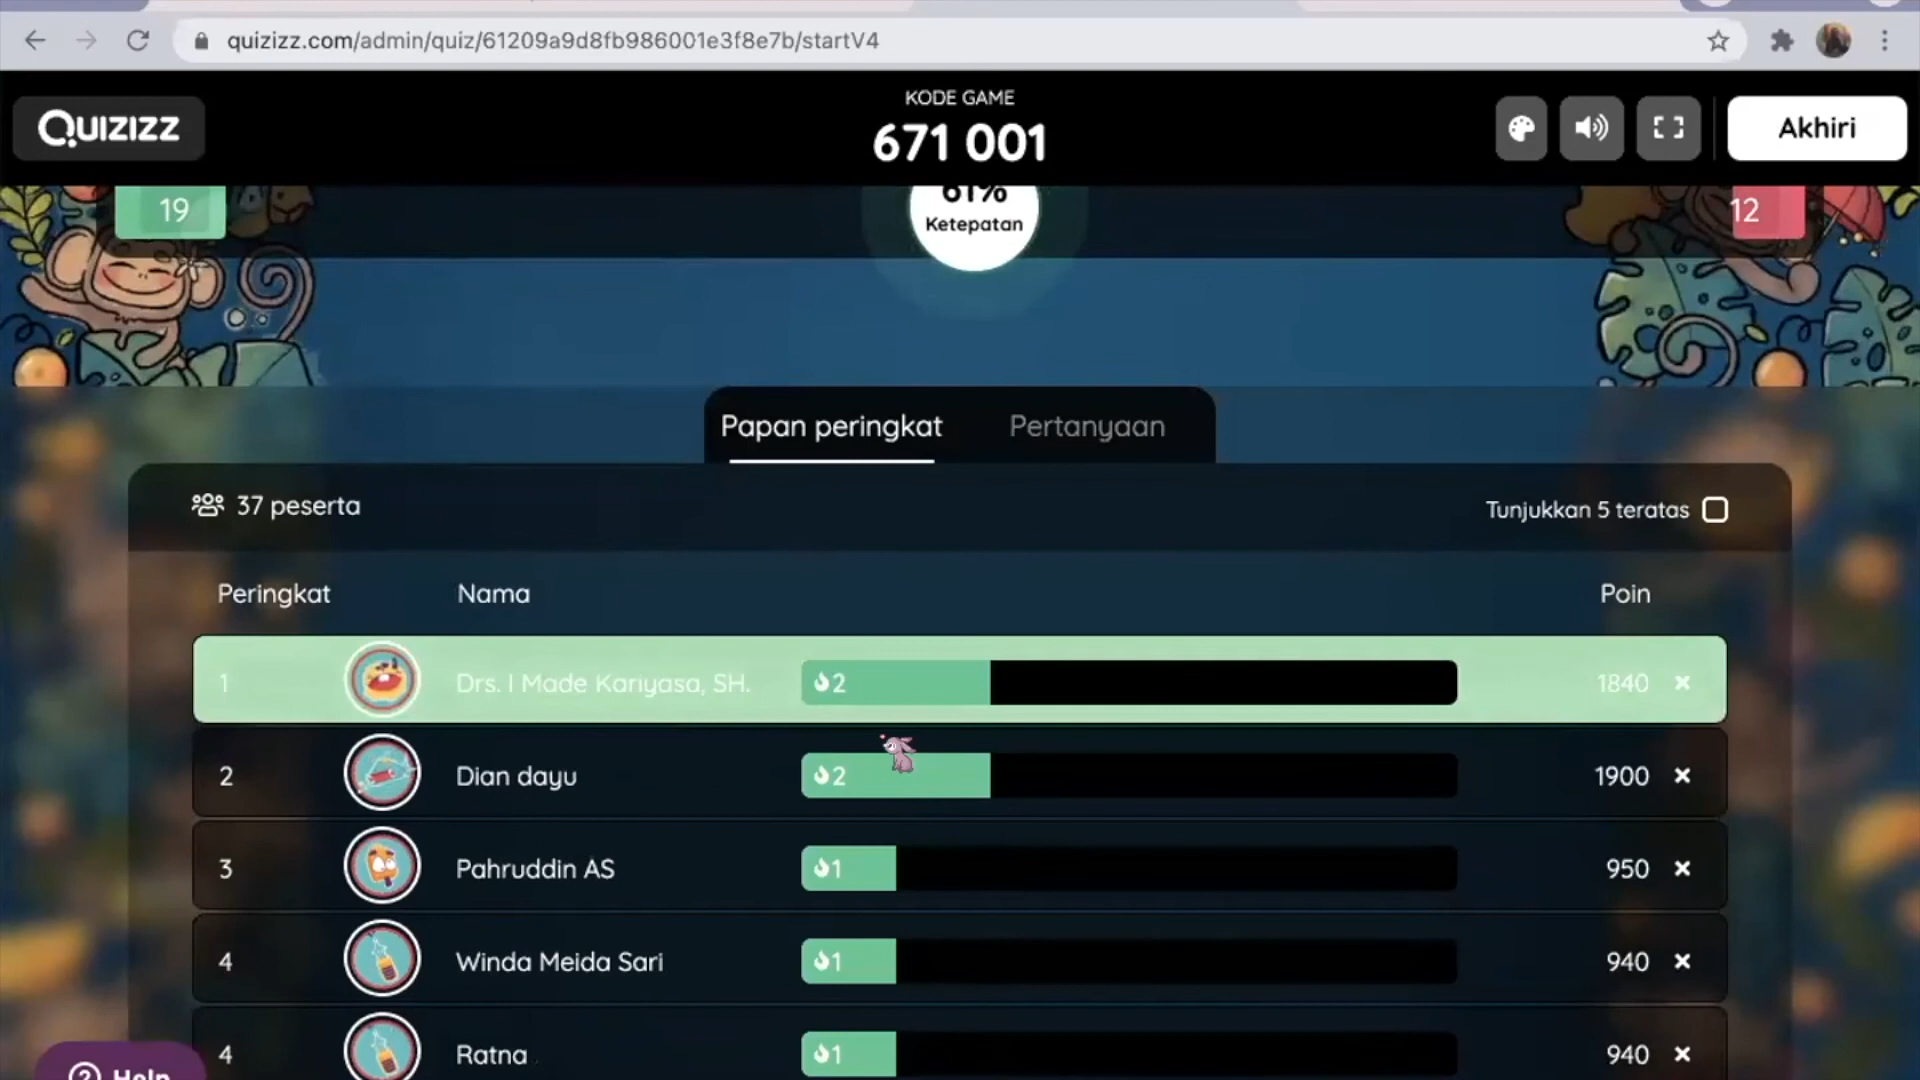 quizizz.com/admin/quiz/61209a9d8fb986001e3f8e7b/startV4
QUIZIZZ
KODE GAME
671 001
Akhiri
19
61%
Ketepatan
12
Papan peringkat
Pertanyaan
37 peserta
Tunjukkan 5 teratas
Peringkat Nama Poin
1 Drs. I Made Kariyasa, SH. 2 1840
2 Dian dayu 2 1900
3 Pahruddin AS 1 950
4 Winda Meida Sari 1 940
4 Ratna 1 940
Help